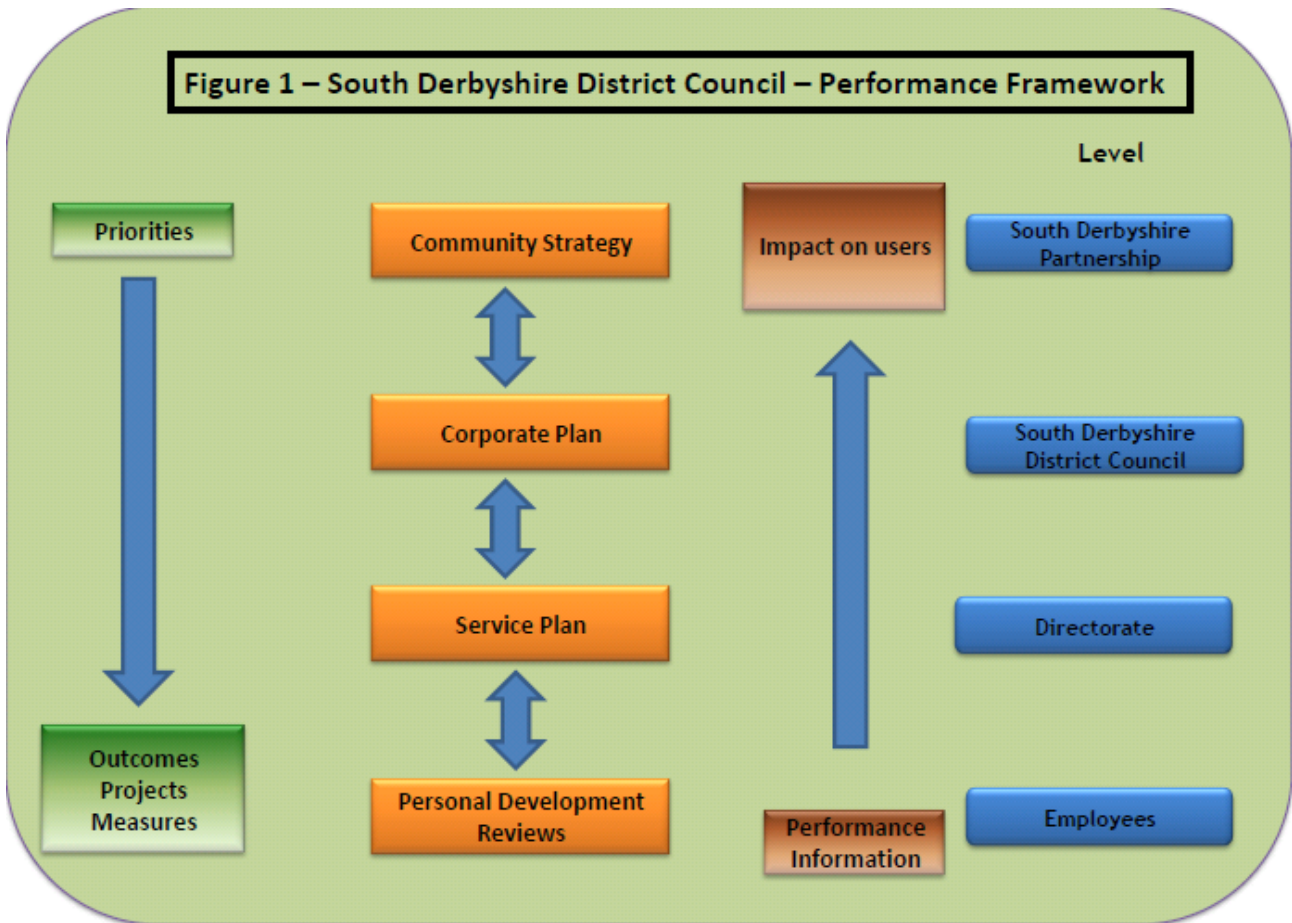 Figure 1 – South Derbyshire District Council – Performance Framework
Level
Priorities
Community Strategy
Impact on users
South Derbyshire
Partnership
Corporate Plan
South Derbyshire
District Council
Service Plan
Directorate
Outcomes
Projects
Measures
Personal Development
Reviews
Performance
Information
Employees